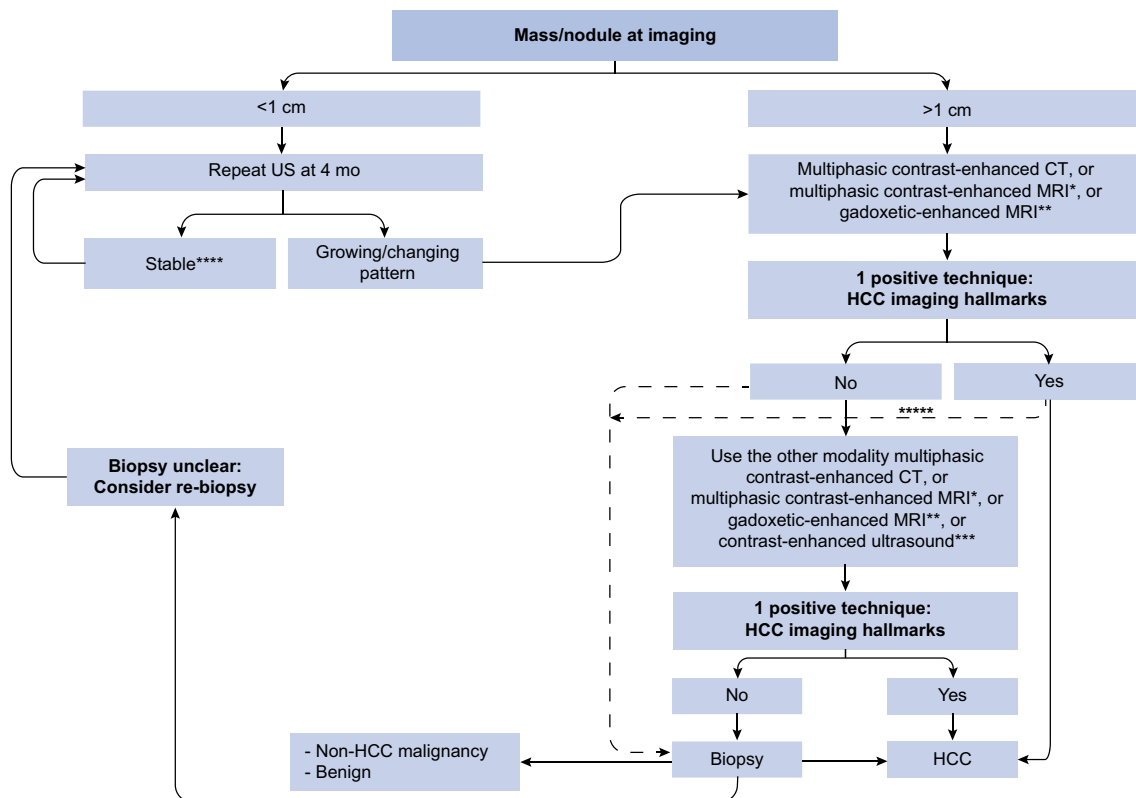 Mass/nodule at imaging
<1 cm
>1 cm
Repeat US at 4 mo
Multiphasic contrast-enhanced CT, or
multiphasic contrast-enhanced MRI*, or
gadoxetic-enhanced MRI**
Stable****
Growing/changing
pattern
1 positive technique:
HCC imaging hallmarks
No
Yes
*****
Use the other modality multiphasic
contrast-enhanced CT, or
multiphasic contrast-enhanced MRI*, or
gadoxetic-enhanced MRI**, or
contrast-enhanced ultrasound***
Biopsy unclear:
Consider re-biopsy
1 positive technique:
HCC imaging hallmarks
No
Yes
- Non-HCC malignancy
- Benign
Biopsy
HCC